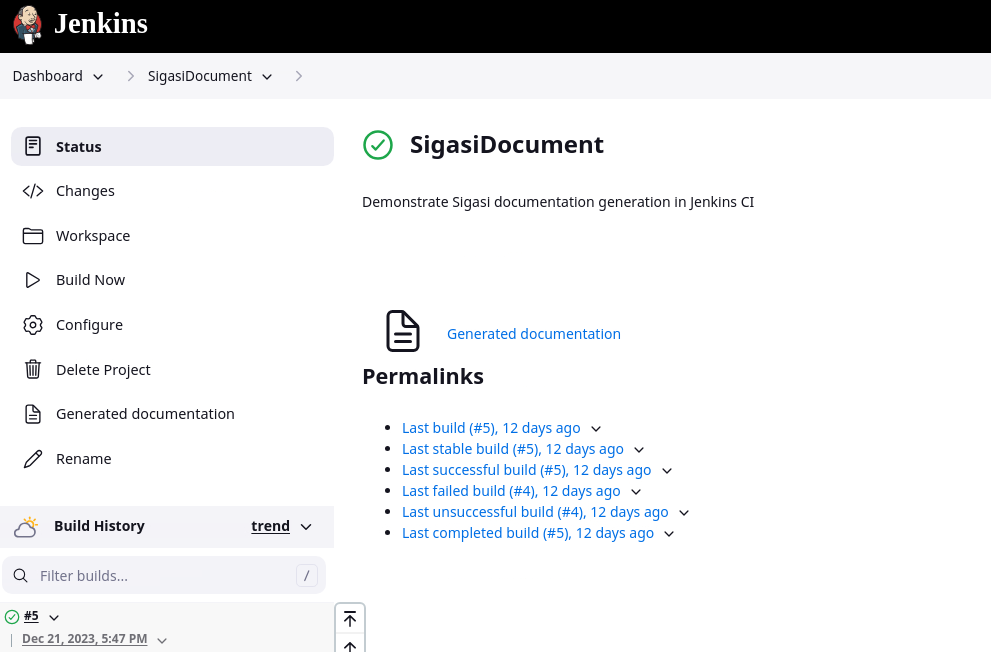 Jenkins
Dashboard
SigasiDocument
Status
Changes
Workspace
Build Now
Configure
Delete Project
Generated documentation
Rename
Build History trend
Filter builds... /
#5
Dec 21, 2023, 5:47 PM
SigasiDocument
Demonstrate Sigasi documentation generation in Jenkins CI
Generated documentation
Permalinks
Last build (#5), 12 days ago
Last stable build (#5), 12 days ago
Last successful build (#5), 12 days ago
Last failed build (#4), 12 days ago
Last unsuccessful build (#4), 12 days ago
Last completed build (#5), 12 days ago